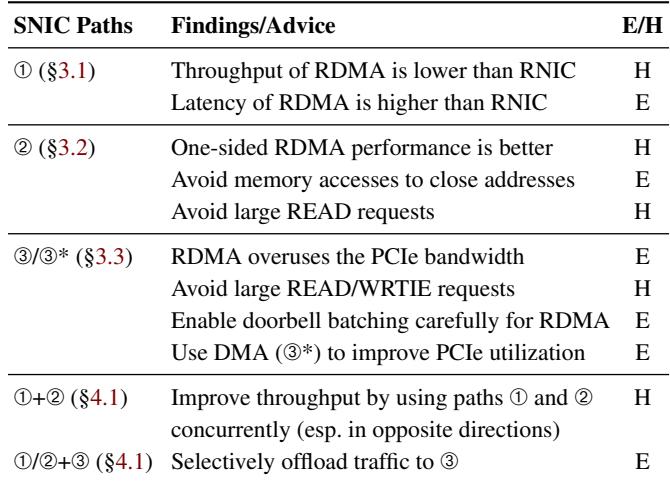 SNIC Paths Findings/Advice E/H
① (§3.1) Throughput of RDMA is lower than RNIC H
Latency of RDMA is higher than RNIC E
② (§3.2) One-sided RDMA performance is better H
Avoid memory accesses to close addresses E
Avoid large READ requests H
③/③* (§3.3) RDMA overuses the PCIe bandwidth E
Avoid large READ/WRTIE requests H
Enable doorbell batching carefully for RDMA E
Use DMA (③*) to improve PCIe utilization E
①+② (§4.1) Improve throughput by using paths ① and ② H
concurrently (esp. in opposite directions)
①/②+③ (§4.1) Selectively offload traffic to ③ E